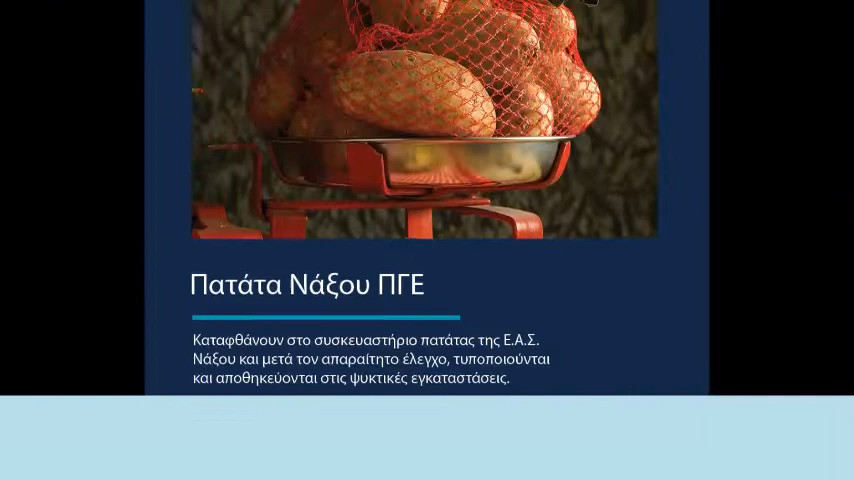 Πατάτα Νάξου ΠΓΕ
Καταφθάνουν στο συσκευαστήριο πατάτας της Ε.Α.Σ.
Νάξου και μετά τον απαραίτητο έλεγχο, τυποποιούνται
και αποθηκεύονται στις ψυκτικές εγκαταστάσεις.